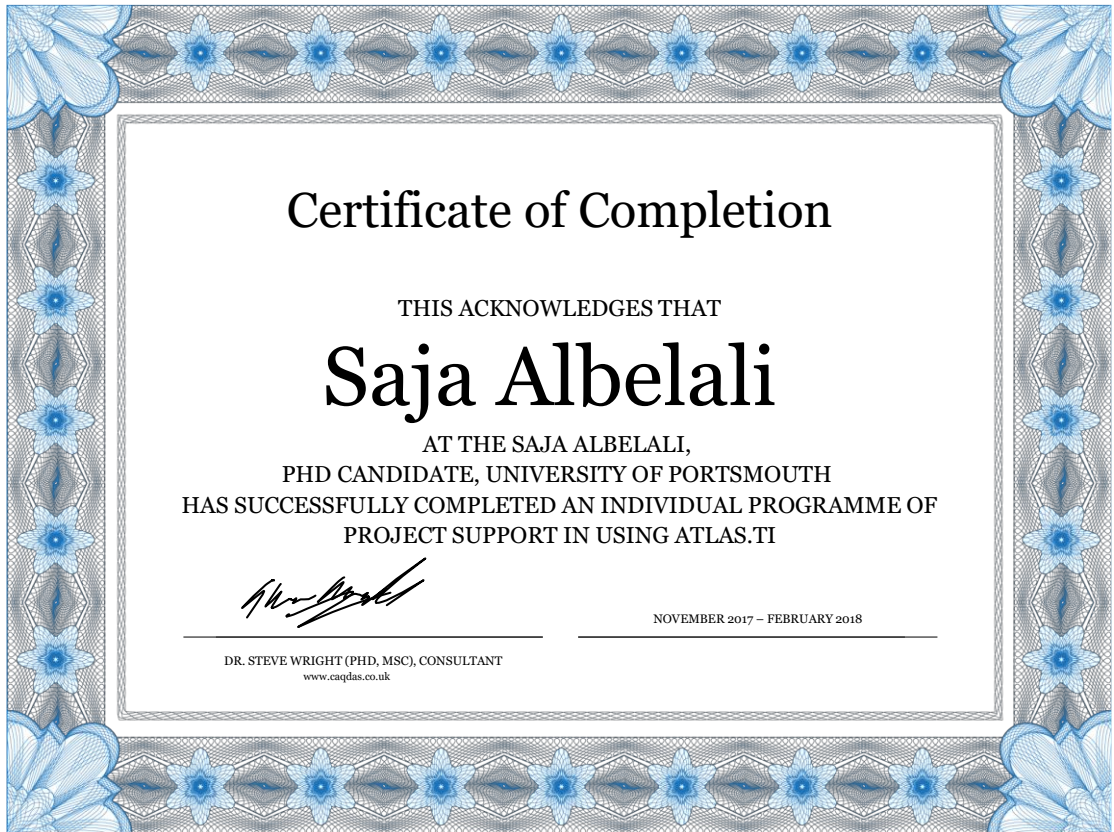 Certificate of Completion
THIS ACKNOWLEDGES THAT
Saja Albelali
AT THE SAJA ALBELALI,
PHD CANDIDATE, UNIVERSITY OF PORTSMOUTH
HAS SUCCESSFULLY COMPLETED AN INDIVIDUAL PROGRAMME OF
PROJECT SUPPORT IN USING ATLAS.TI
NOVEMBER 2017 – FEBRUARY 2018
DR. STEVE WRIGHT (PHD, MSC), CONSULTANT
www.caqdas.co.uk